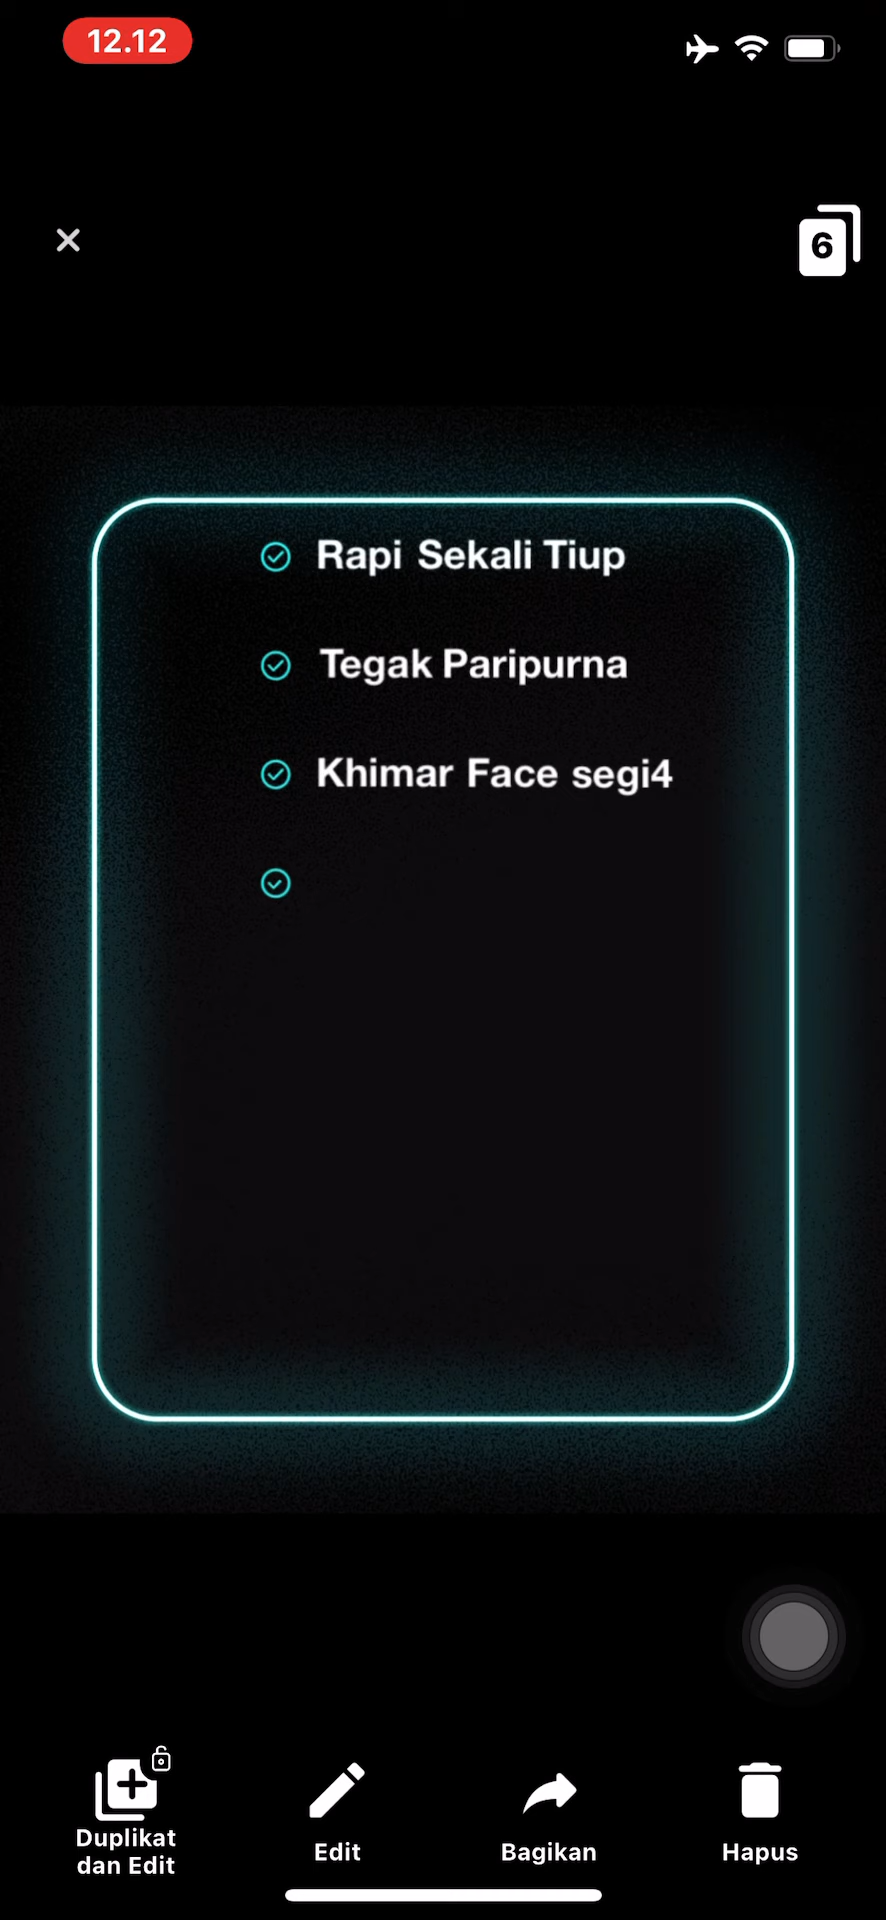 12.12
6
Rapi Sekali Tiup
Tegak Paripurna
Khimar Face segi4
Duplikat
dan Edit
Edit
Bagikan
Hapus